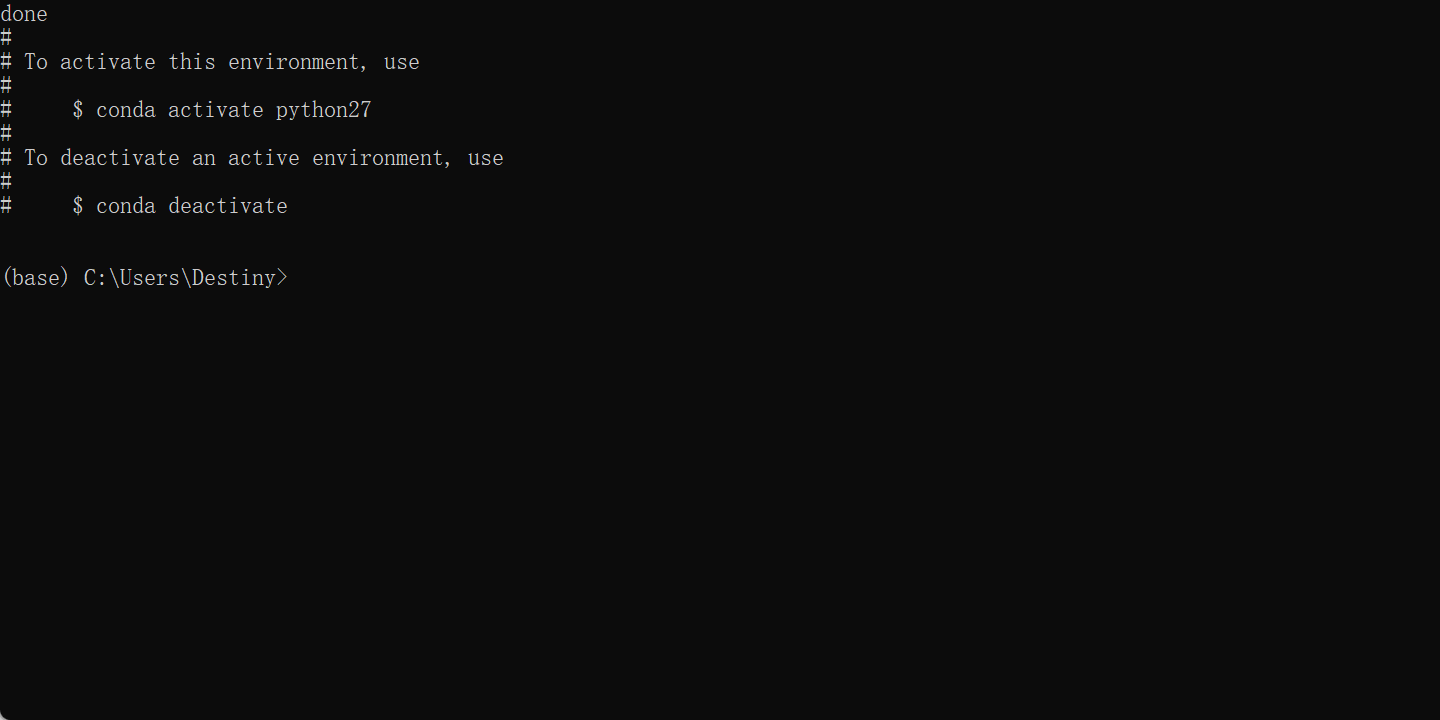 done
#
# To activate this environment, use
#
#     $ conda activate python27
#
# To deactivate an active environment, use
#
#     $ conda deactivate
(base) C:\Users\Destiny>